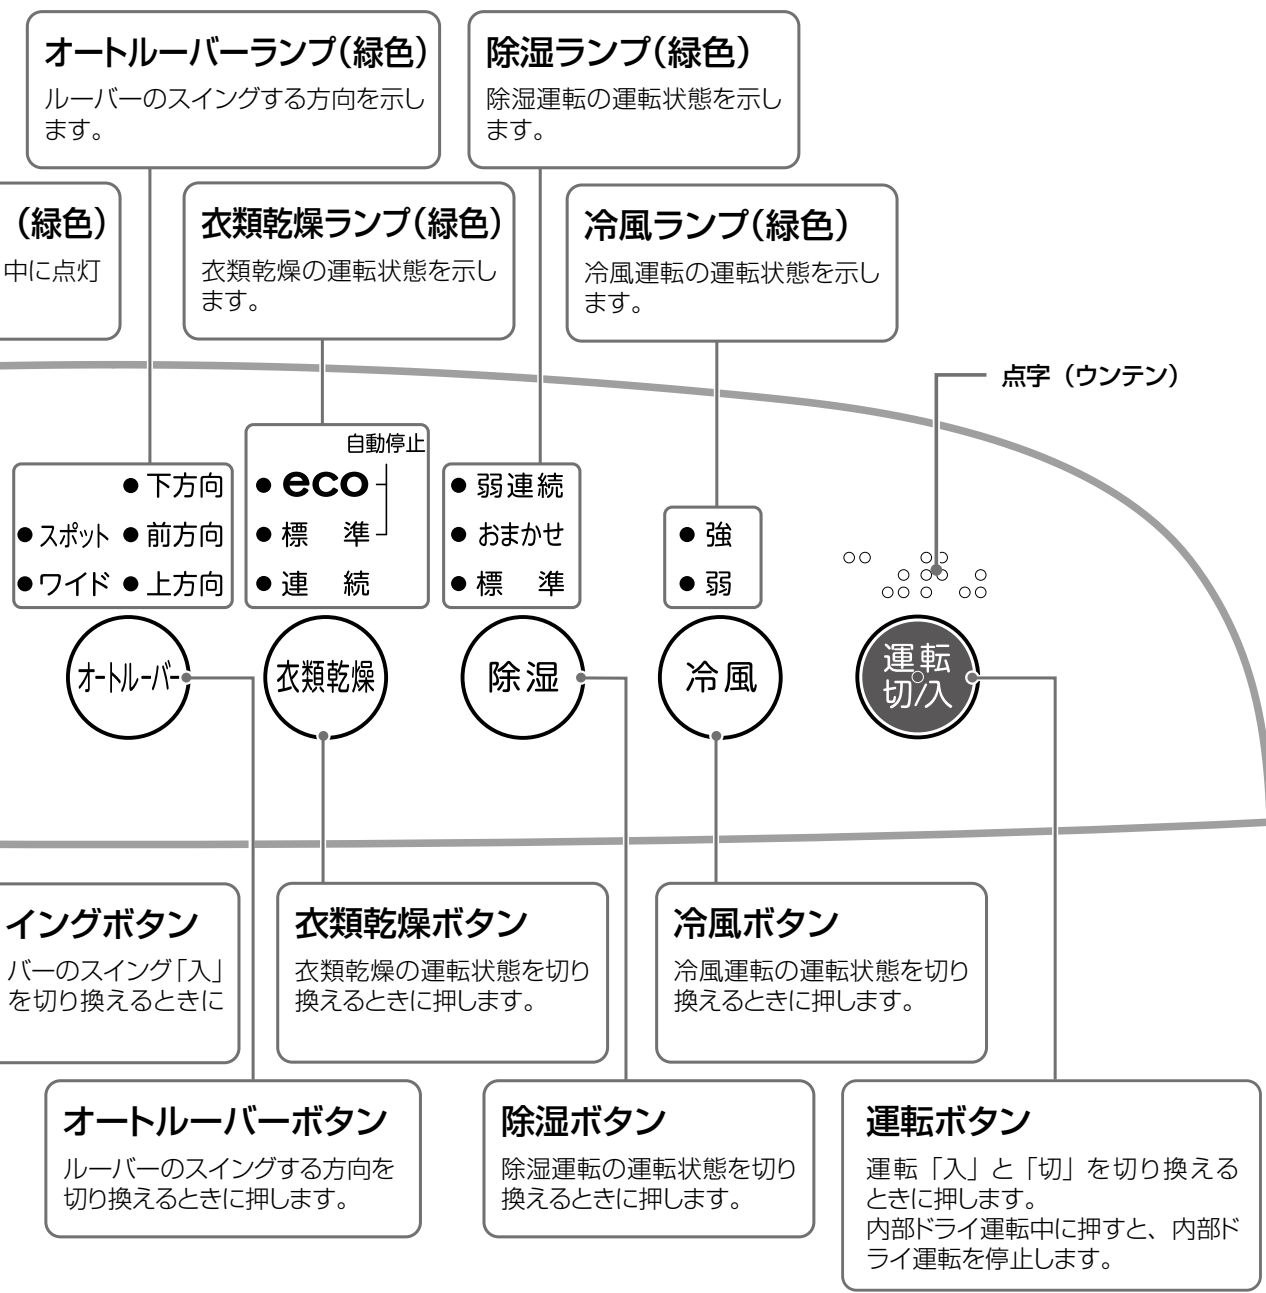 オートルーバーランプ(緑色)
ルーバーのスイングする方向を示し
ます。
除湿ランプ(緑色)
除湿運転の運転状態を示し
ます。
(緑色)
中に点灯
衣類乾燥ランプ(緑色)
衣類乾燥の運転状態を示し
ます。
冷風ランプ(緑色)
冷風運転の運転状態を示し
ます。
点字（ウンテン）
●下方向
●スポット ●前方向
●ワイド ●上方向
自動停止
●eco
●標 準
●連 続
●弱連続
●おまかせ
●標 準
●強
●弱
オートルーバー
衣類乾燥
除湿
冷風
運転
切/入
イングボタン
バーのスイング「入」
を切り換えるときに
衣類乾燥ボタン
衣類乾燥の運転状態を切り
換えるときに押します。
冷風ボタン
冷風運転の運転状態を切り
換えるときに押します。
オートルーバーボタン
ルーバーのスイングする方向を
切り換えるときに押します。
除湿ボタン
除湿運転の運転状態を切り
換えるときに押します。
運転ボタン
運転「入」と「切」を切り換える
ときに押します。
内部ドライ運転中に押すと、内部ド
ライ運転を停止します。